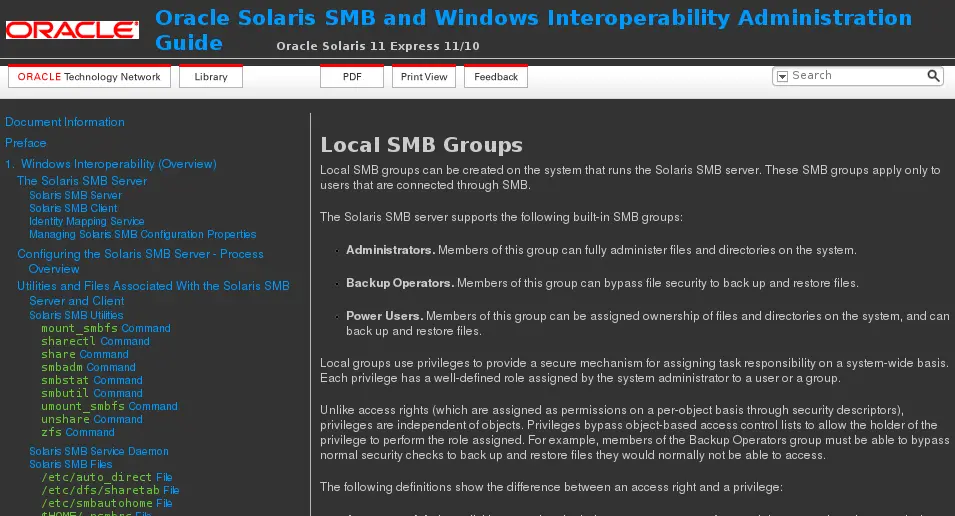 ORACLE
Oracle Solaris SMB and Windows Interoperability Administration
Guide
Oracle Solaris 11 Express 11/10
ORACLE Technology Network
Library
PDF
Print View
Feedback
Search
Document Information
Preface
1. Windows Interoperability (Overview)
The Solaris SMB Server
Solaris SMB Server
Solaris SMB Client
Identity Mapping Service
Managing Solaris SMB Configuration Properties
Configuring the Solaris SMB Server - Process
Overview
Utilities and Files Associated With the Solaris SMB
Server and Client
Solaris SMB Utilities
mount_smbfs Command
sharectl Command
share Command
smbadm Command
smbstat Command
smbutil Command
umount_smbfs Command
unshare Command
zfs Command
Solaris SMB Service Daemon
Solaris SMB Files
/etc/auto_direct File
/etc/dfs/sharetab File
/etc/smbautohome File
Local SMB Groups
Local SMB groups can be created on the system that runs the Solaris SMB server. These SMB groups apply only to
users that are connected through SMB.
The Solaris SMB server supports the following built-in SMB groups:
· Administrators. Members of this group can fully administer files and directories on the system.
· Backup Operators. Members of this group can bypass file security to back up and restore files.
· Power Users. Members of this group can be assigned ownership of files and directories on the system, and can
back up and restore files.
Local groups use privileges to provide a secure mechanism for assigning task responsibility on a system-wide basis.
Each privilege has a well-defined role assigned by the system administrator to a user or a group.
Unlike access rights (which are assigned as permissions on a per-object basis through security descriptors),
privileges are independent of objects. Privileges bypass object-based access control lists to allow the holder of the
privilege to perform the role assigned. For example, members of the Backup Operators group must be able to bypass
normal security checks to back up and restore files they would normally not be able to access.
The following definitions show the difference between an access right and a privilege: